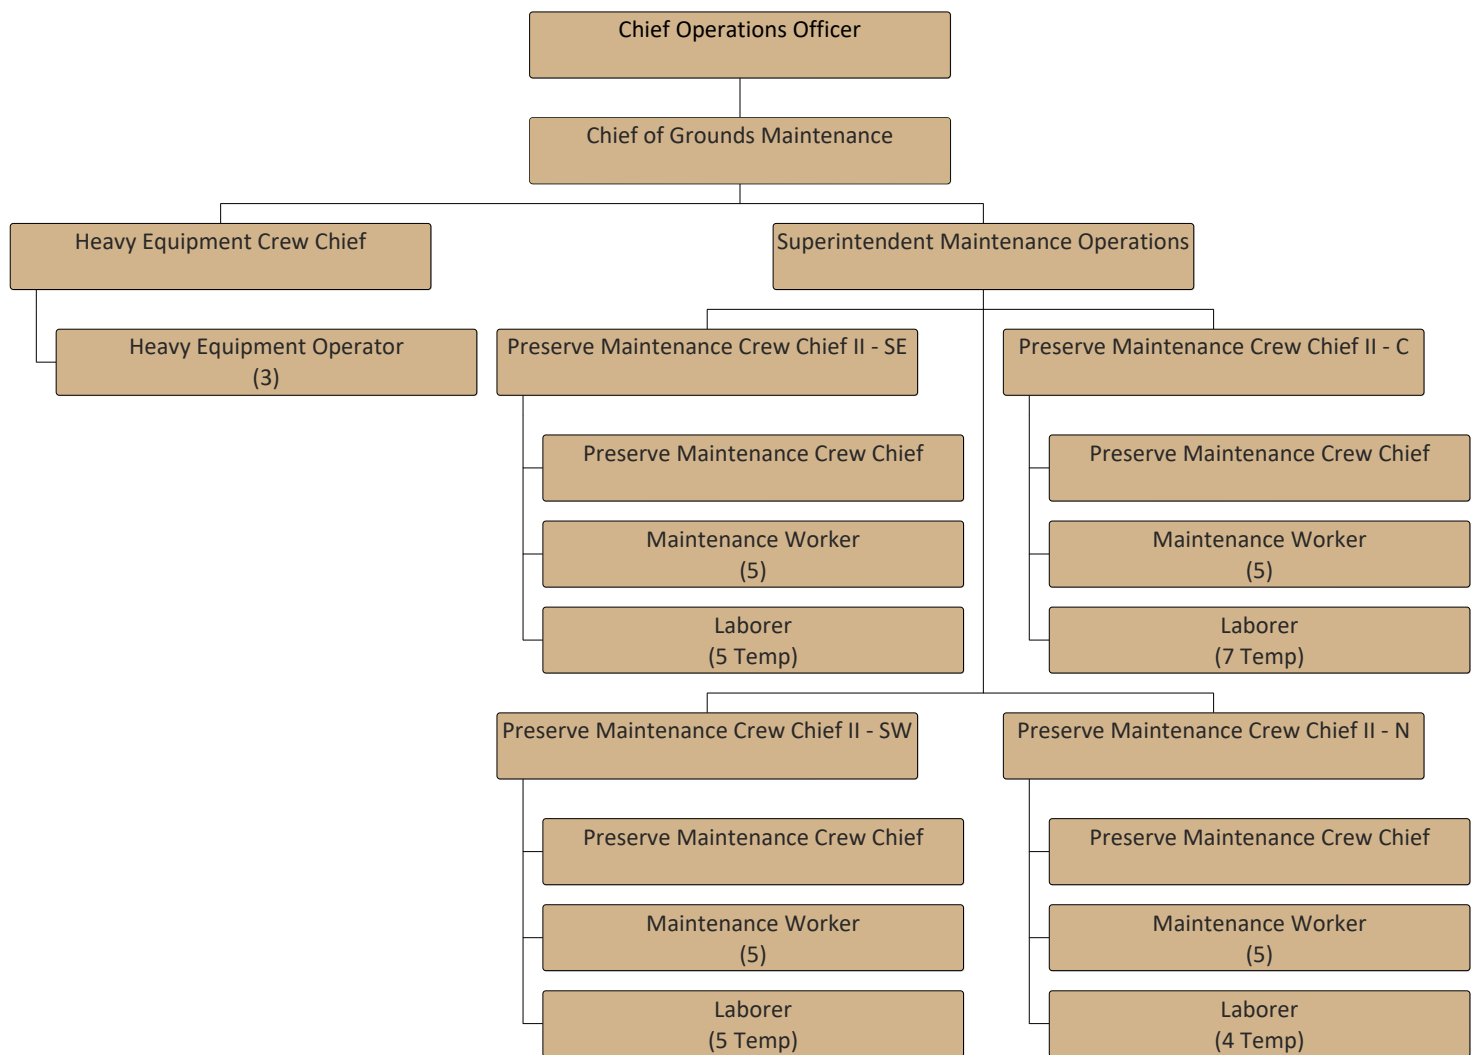 Chief Operations Officer
Chief of Grounds Maintenance
Heavy Equipment Crew Chief
Superintendent Maintenance Operations
Heavy Equipment Operator
(3)
Preserve Maintenance Crew Chief II - SE
Preserve Maintenance Crew Chief II - C
Preserve Maintenance Crew Chief
Preserve Maintenance Crew Chief
Maintenance Worker
(5)
Maintenance Worker
(5)
Laborer
(5 Temp)
Laborer
(7 Temp)
Preserve Maintenance Crew Chief II - SW
Preserve Maintenance Crew Chief II - N
Preserve Maintenance Crew Chief
Preserve Maintenance Crew Chief
Maintenance Worker
(5)
Maintenance Worker
(5)
Laborer
(5 Temp)
Laborer
(4 Temp)